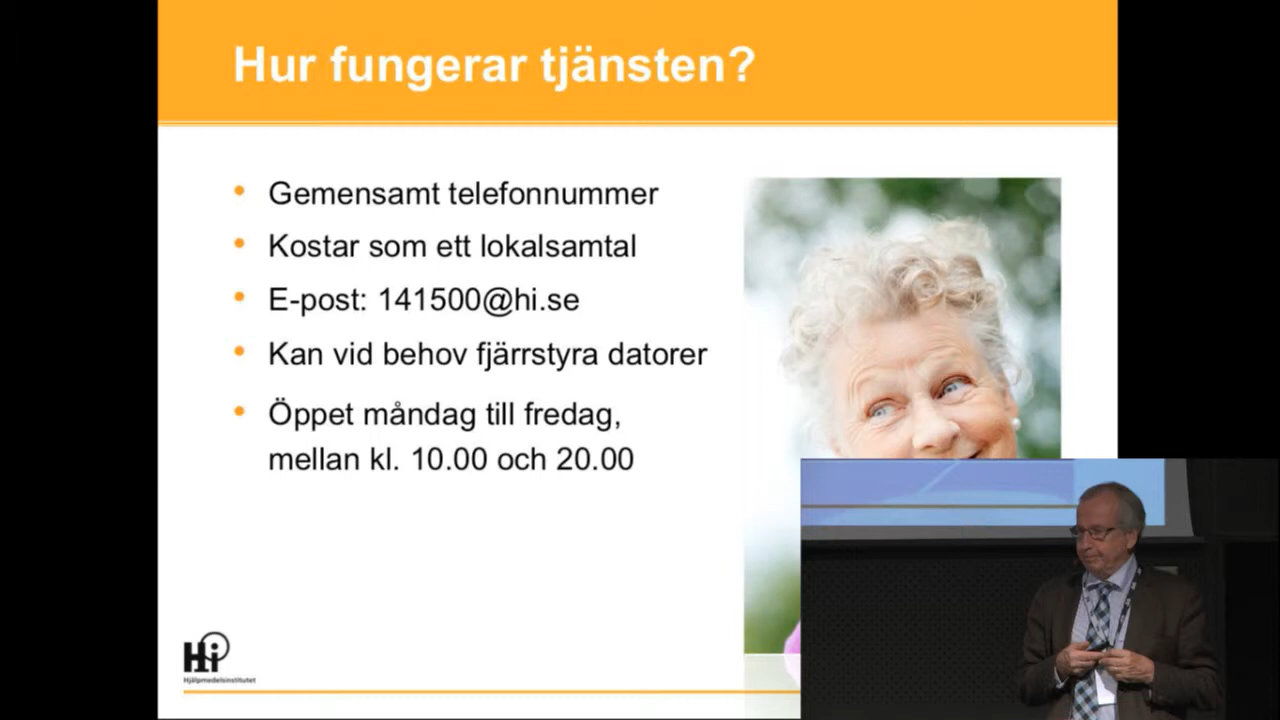 Hur fungerar tjänsten?
Gemensamt telefonnummer
Kostar som ett lokalsamtal
E-post: 141500@hi.se
Kan vid behov fjärrstyra datorer
Öppet måndag till fredag,
mellan kl. 10.00 och 20.00
Hi
Hjälpmedelsinstitutet